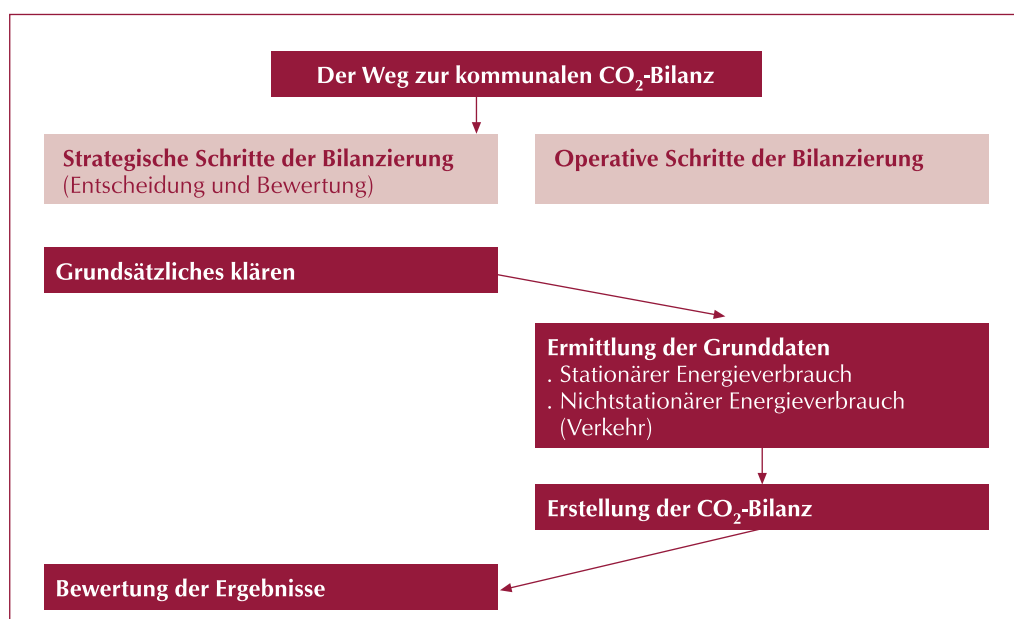 Der Weg zur kommunalen CO₂-Bilanz
Strategische Schritte der Bilanzierung
(Entscheidung und Bewertung)
Operative Schritte der Bilanzierung
Grundsätzliches klären
Ermittlung der Grunddaten
. Stationärer Energieverbrauch
. Nichtstationärer Energieverbrauch
(Verkehr)
Erstellung der CO₂-Bilanz
Bewertung der Ergebnisse